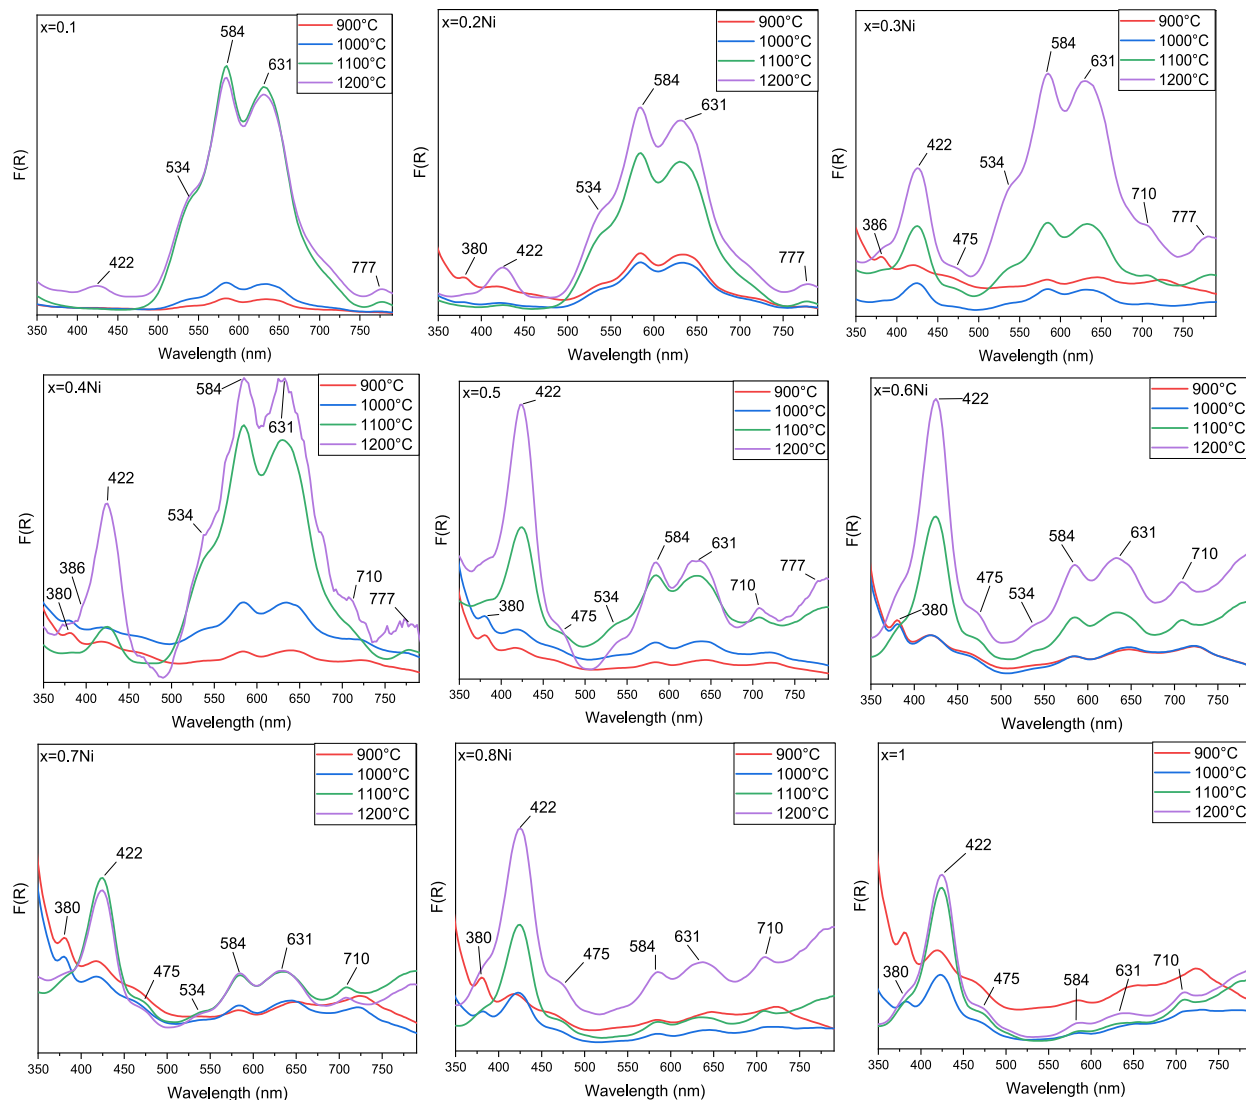 x=0.1
900°C
1000°C
1100°C
1200°C
584
631
534
422
777
F(R)
350 400 450 500 550 600 650 700 750
Wavelength (nm)
x=0.2Ni
900°C
1000°C
1100°C
1200°C
584
631
534
380
422
777
F(R)
350 400 450 500 550 600 650 700 750
Wavelength (nm)
x=0.3Ni
900°C
1000°C
1100°C
1200°C
584
631
422
534
710
386
475
777
F(R)
350 400 450 500 550 600 650 700 750
Wavelength (nm)
x=0.4Ni
900°C
1000°C
1100°C
1200°C
584
631
422
534
386
380
710
777
F(R)
350 400 450 500 550 600 650 700 750
Wavelength (nm)
x=0.5
900°C
1000°C
1100°C
1200°C
422
584
631
777
380
534
475
710
F(R)
350 400 450 500 550 600 650 700 750
Wavelength (nm)
x=0.6Ni
900°C
1000°C
1100°C
1200°C
422
584
631
710
475
534
380
F(R)
350 400 450 500 550 600 650 700 750
Wavelength (nm)
x=0.7Ni
900°C
1000°C
1100°C
1200°C
422
380
584
631
710
475
534
F(R)
350 400 450 500 550 600 650 700 750
Wavelength (nm)
x=0.8Ni
900°C
1000°C
1100°C
1200°C
422
380
584
631
710
475
F(R)
350 400 450 500 550 600 650 700 750
Wavelength (nm)
x=1
900°C
1000°C
1100°C
1200°C
422
380
475
584
631
710
F(R)
350 400 450 500 550 600 650 700 750
Wavelength (nm)